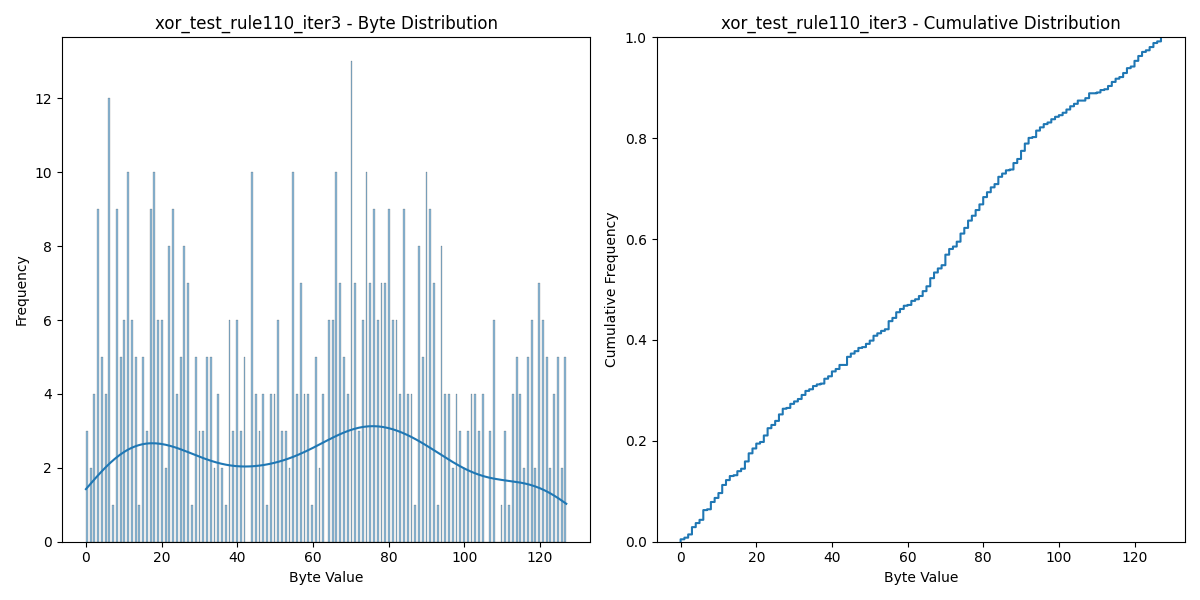 xor_test_rule110_iter3 - Byte Distribution
Frequency
12
10
8
6
4
2
0
0 20 40 60 80 100 120
Byte Value
xor_test_rule110_iter3 - Cumulative Distribution
Cumulative Frequency
1.0
0.8
0.6
0.4
0.2
0.0
0 20 40 60 80 100 120
Byte Value